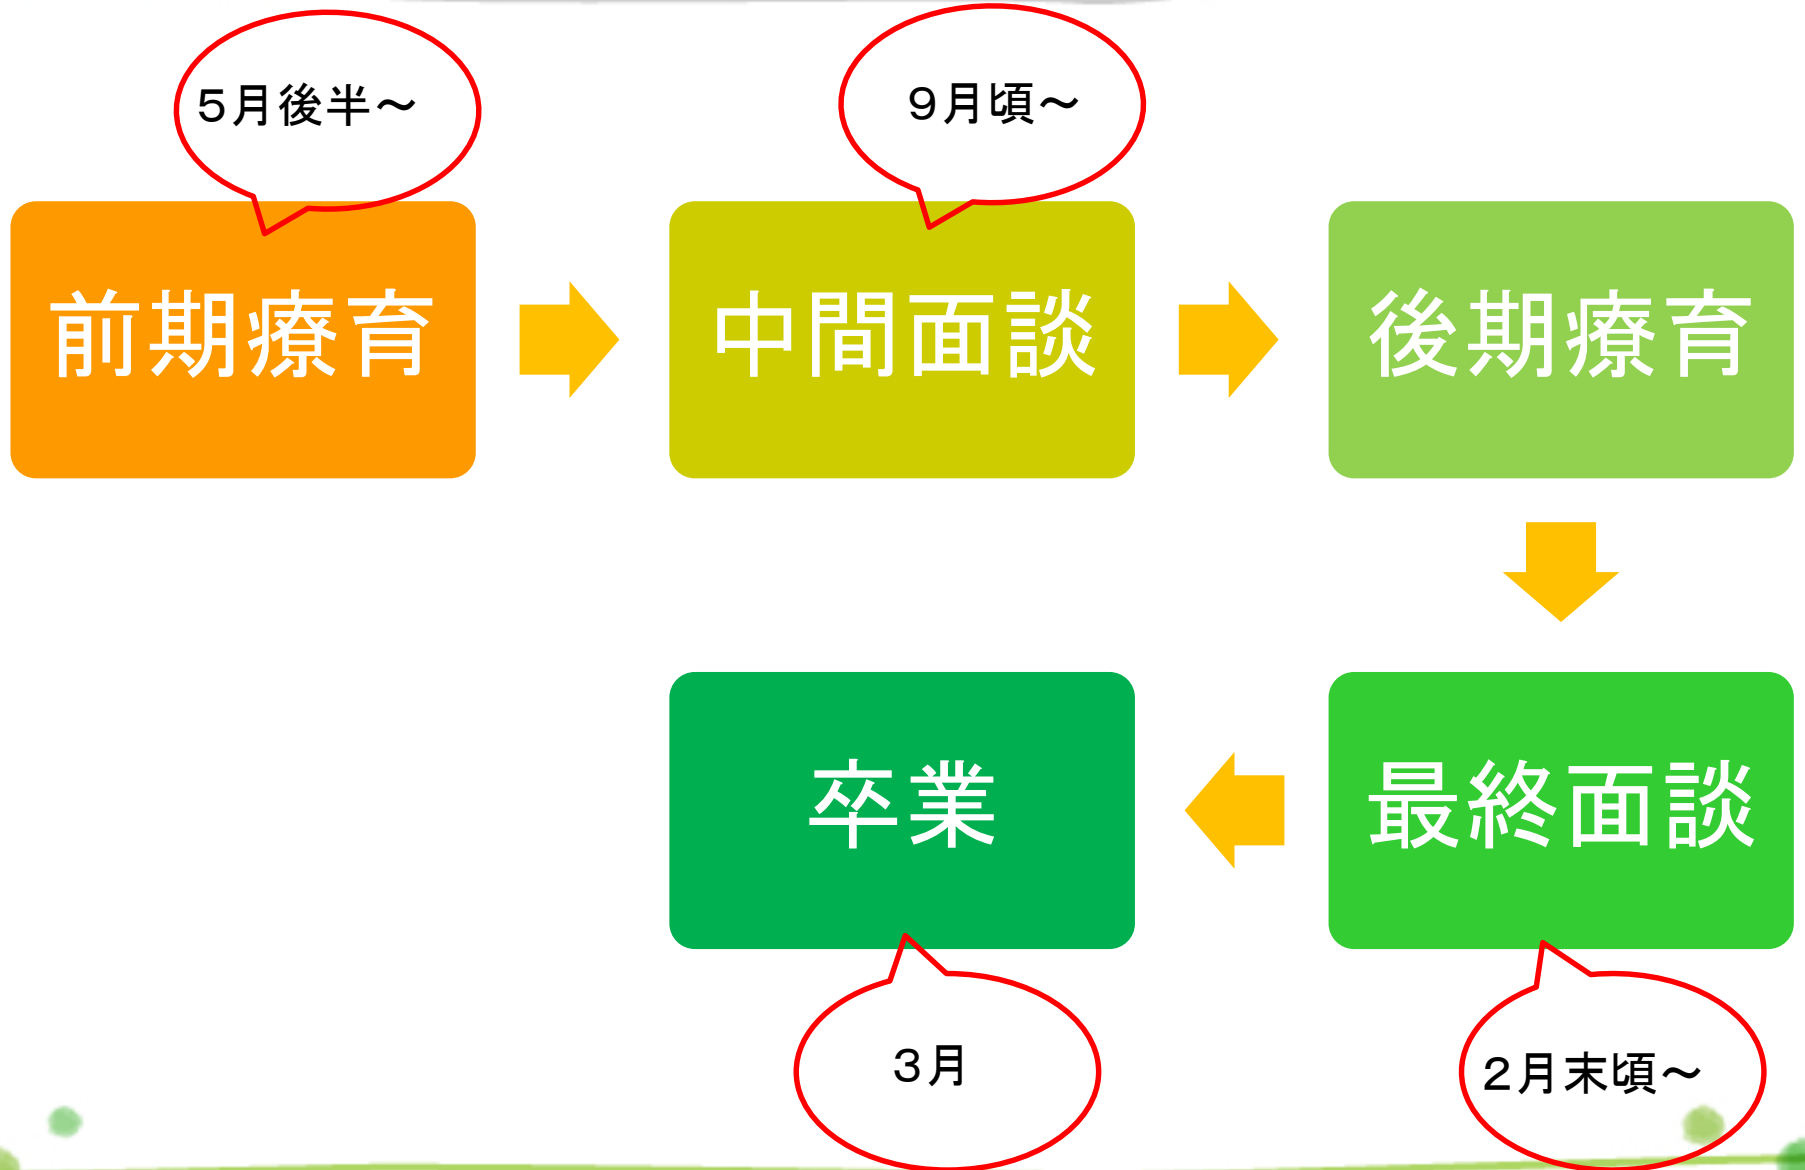 ５月後半～
９月頃～
前期療育
中間面談
後期療育
卒業
最終面談
３月
２月末頃～